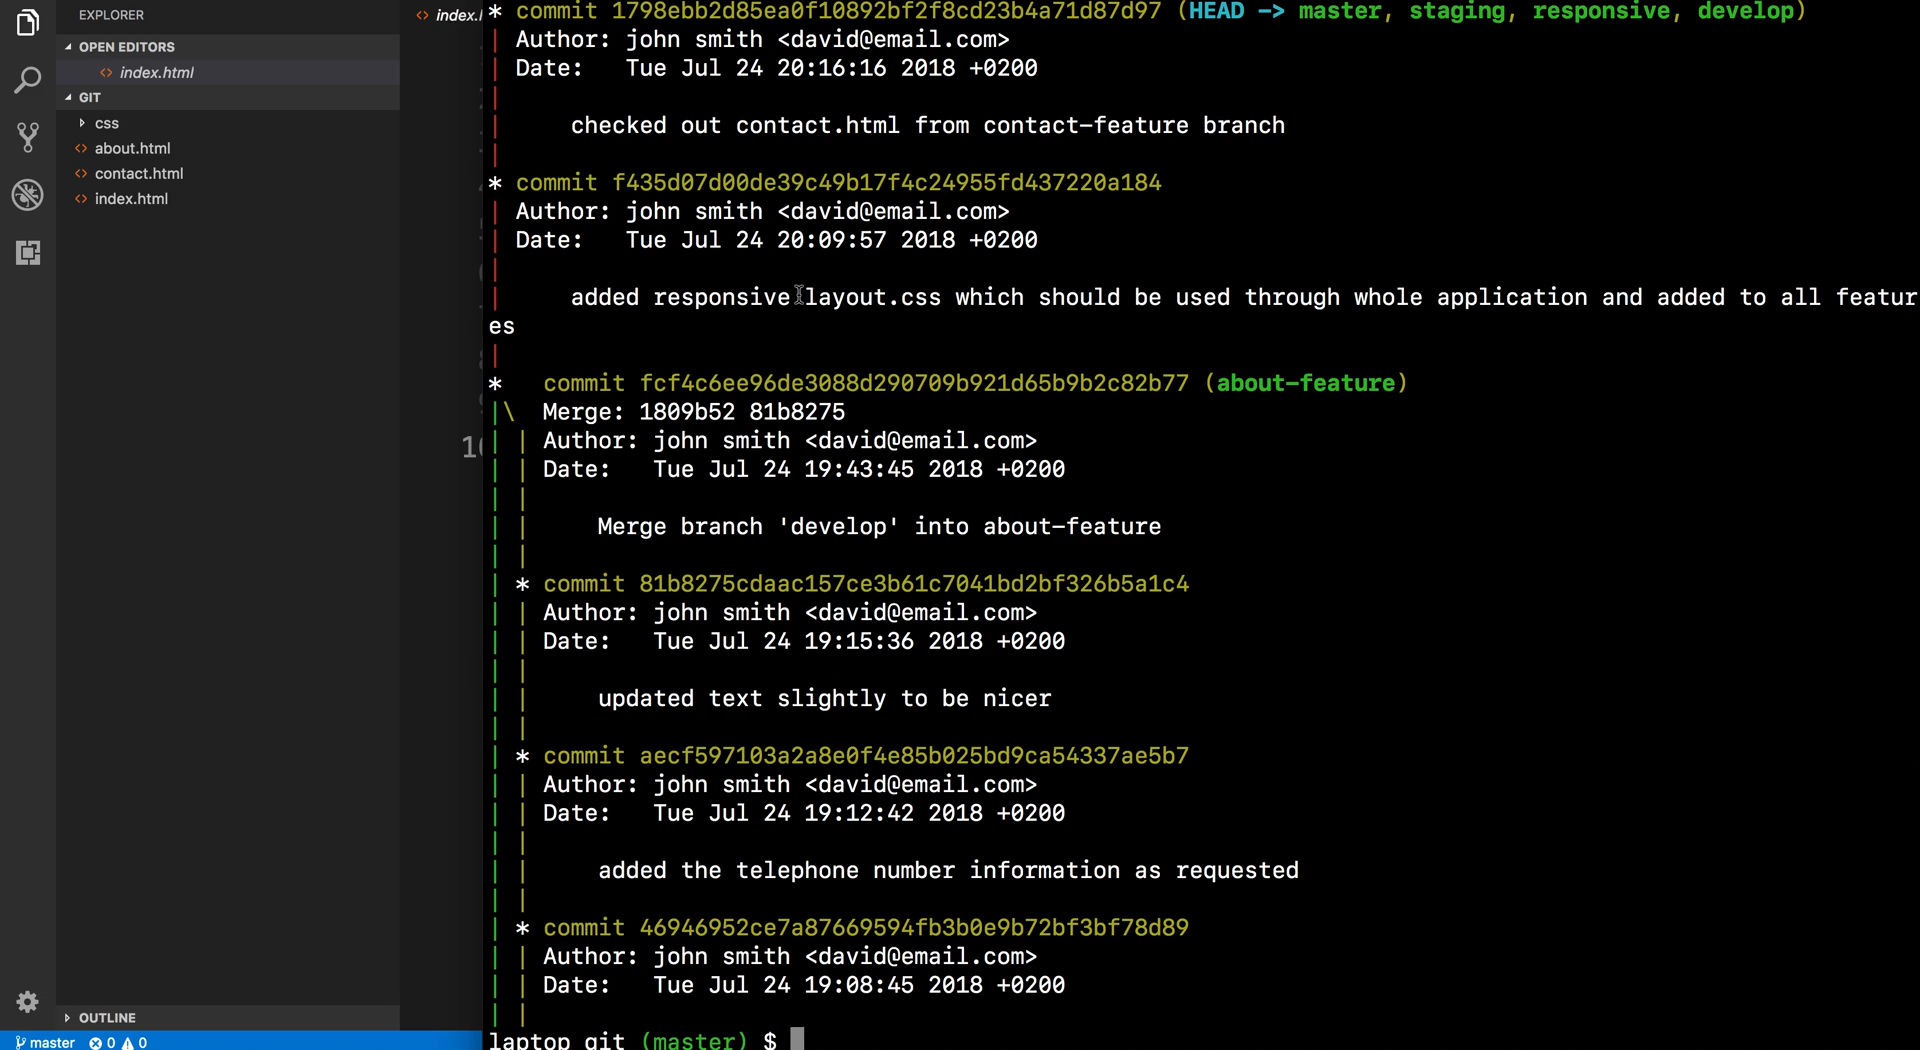 EXPLORER
OPEN EDITORS
index.html
GIT
css
about.html
contact.html
index.html
OUTLINE
master 0 0
index.
* commit 1798ebb2d85ea0f10892bf2f8cd23b4a71d87d97 (HEAD -> master, staging, responsive, develop)
| Author: john smith <david@email.com>
| Date:   Tue Jul 24 20:16:16 2018 +0200
|
|     checked out contact.html from contact-feature branch
|
* commit f435d07d00de39c49b17f4c24955fd437220a184
| Author: john smith <david@email.com>
| Date:   Tue Jul 24 20:09:57 2018 +0200
|
|     added responsive layout.css which should be used through whole application and added to all featur
es
|
*   commit fcf4c6ee96de3088d290709b921d65b9b2c82b77 (about-feature)
|\  Merge: 1809b52 81b8275
| | Author: john smith <david@email.com>
| | Date:   Tue Jul 24 19:43:45 2018 +0200
| |
| |     Merge branch 'develop' into about-feature
| |
| * commit 81b8275cdaac157ce3b61c7041bd2bf326b5a1c4
| | Author: john smith <david@email.com>
| | Date:   Tue Jul 24 19:15:36 2018 +0200
| |
| |     updated text slightly to be nicer
| |
| * commit aecf597103a2a8e0f4e85b025bd9ca54337ae5b7
| | Author: john smith <david@email.com>
| | Date:   Tue Jul 24 19:12:42 2018 +0200
| |
| |     added the telephone number information as requested
| |
| * commit 46946952ce7a87669594fb3b0e9b72bf3bf78d89
| | Author: john smith <david@email.com>
| | Date:   Tue Jul 24 19:08:45 2018 +0200
| |
laptop git (master) $